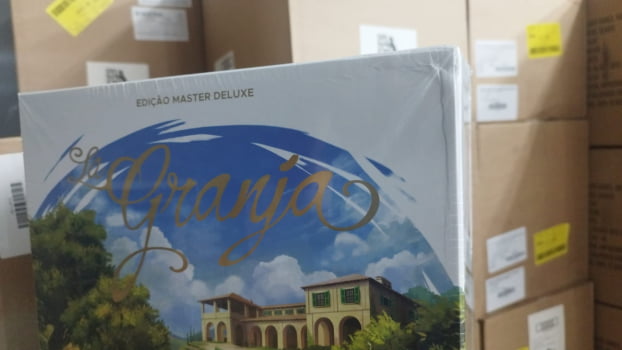 EDIÇÃO MASTER DELUXE
La Granja